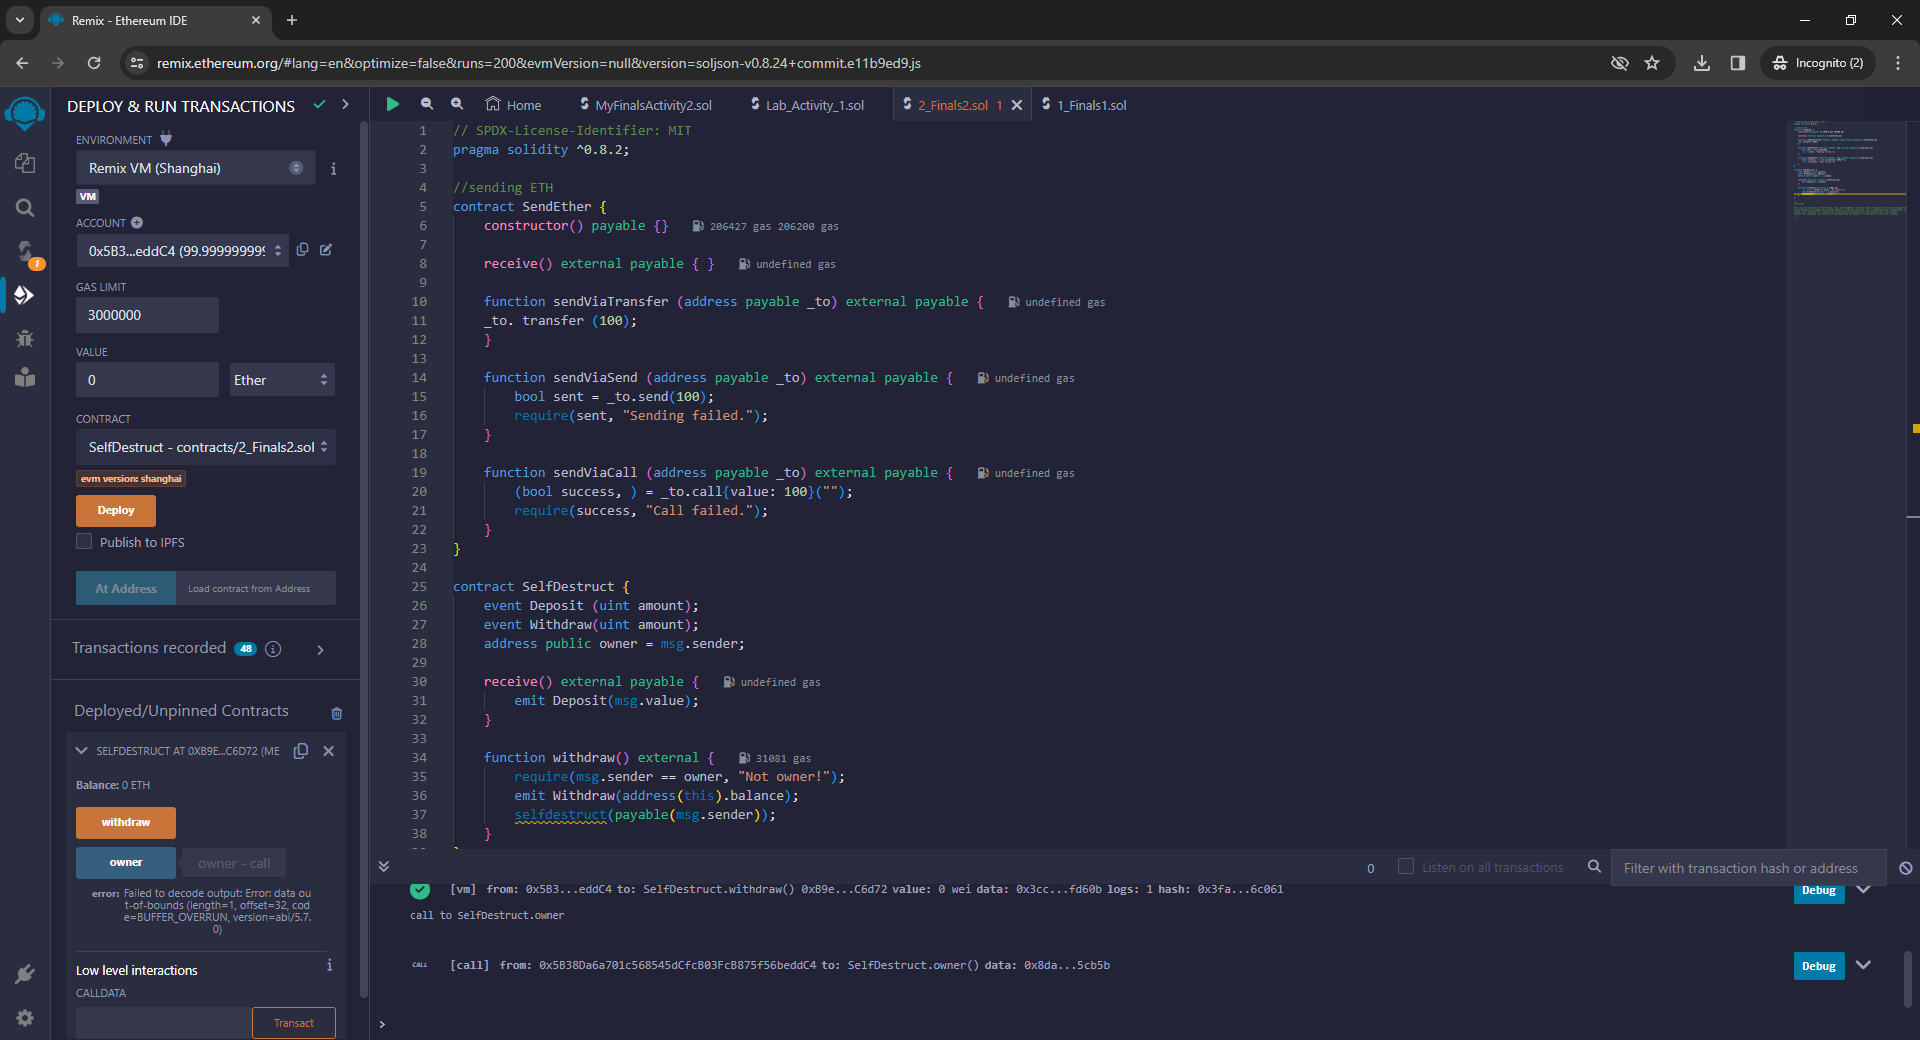 Remix - Ethereum IDE
remix.ethereum.org/#lang=en&optimize=false&runs=200&evmVersion=null&version=soljson-v0.8.24+commit.e11b9ed9.js
Incognito (2)
DEPLOY & RUN TRANSACTIONS
ENVIRONMENT
Remix VM (Shanghai)
VM
ACCOUNT
0x5B3...eddC4 (99.9999999999
1
GAS LIMIT
3000000
VALUE
0
Ether
CONTRACT
SelfDestruct - contracts/2_Finals2.sol
evm version: shanghai
Deploy
Publish to IPFS
At Address
Load contract from Address
Transactions recorded 48
Deployed/Unpinned Contracts
SELFDESTRUCT AT 0XB9E...C6D72 (ME
Balance: 0 ETH
withdraw
owner
owner - call
error: Failed to decode output: Error: data ou
t-of-bounds (length=1, offset=32, cod
e=BUFFER_OVERRUN, version=abi/5.7.
0)
Low level interactions
CALLDATA
Transact
Home
MyFinalsActivity2.sol
Lab_Activity_1.sol
2_Finals2.sol 1
1_Finals1.sol
1 // SPDX-License-Identifier: MIT
2 pragma solidity ^0.8.2;
3
4 //sending ETH
5 contract SendEther {
6 constructor() payable {} 206427 gas 206200 gas
7
8 receive() external payable { } undefined gas
9
10 function sendViaTransfer (address payable _to) external payable { undefined gas
11 _to. transfer (100);
12 }
13
14 function sendViaSend (address payable _to) external payable { undefined gas
15 bool sent = _to.send(100);
16 require(sent, "Sending failed.");
17 }
18
19 function sendViaCall (address payable _to) external payable { undefined gas
20 (bool success, ) = _to.call{value: 100}("");
21 require(success, "Call failed.");
22 }
23 }
24
25 contract SelfDestruct {
26 event Deposit (uint amount);
27 event Withdraw(uint amount);
28 address public owner = msg.sender;
29
30 receive() external payable { undefined gas
31 emit Deposit(msg.value);
32 }
33
34 function withdraw() external { 31081 gas
35 require(msg.sender == owner, "Not owner!");
36 emit Withdraw(address(this).balance);
37 selfdestruct(payable(msg.sender));
38 }
0
Listen on all transactions
Filter with transaction hash or address
[vm] from: 0x5B3...eddC4 to: SelfDestruct.withdraw() 0xB9e...C6d72 value: 0 wei data: 0x3cc...fd60b logs: 1 hash: 0x3fa...6c061
Debug
call to SelfDestruct.owner
CALL [call] from: 0x5B38Da6a701c568545dCfcB03FcB875f56beddC4 to: SelfDestruct.owner() data: 0x8da...5cb5b
Debug
>